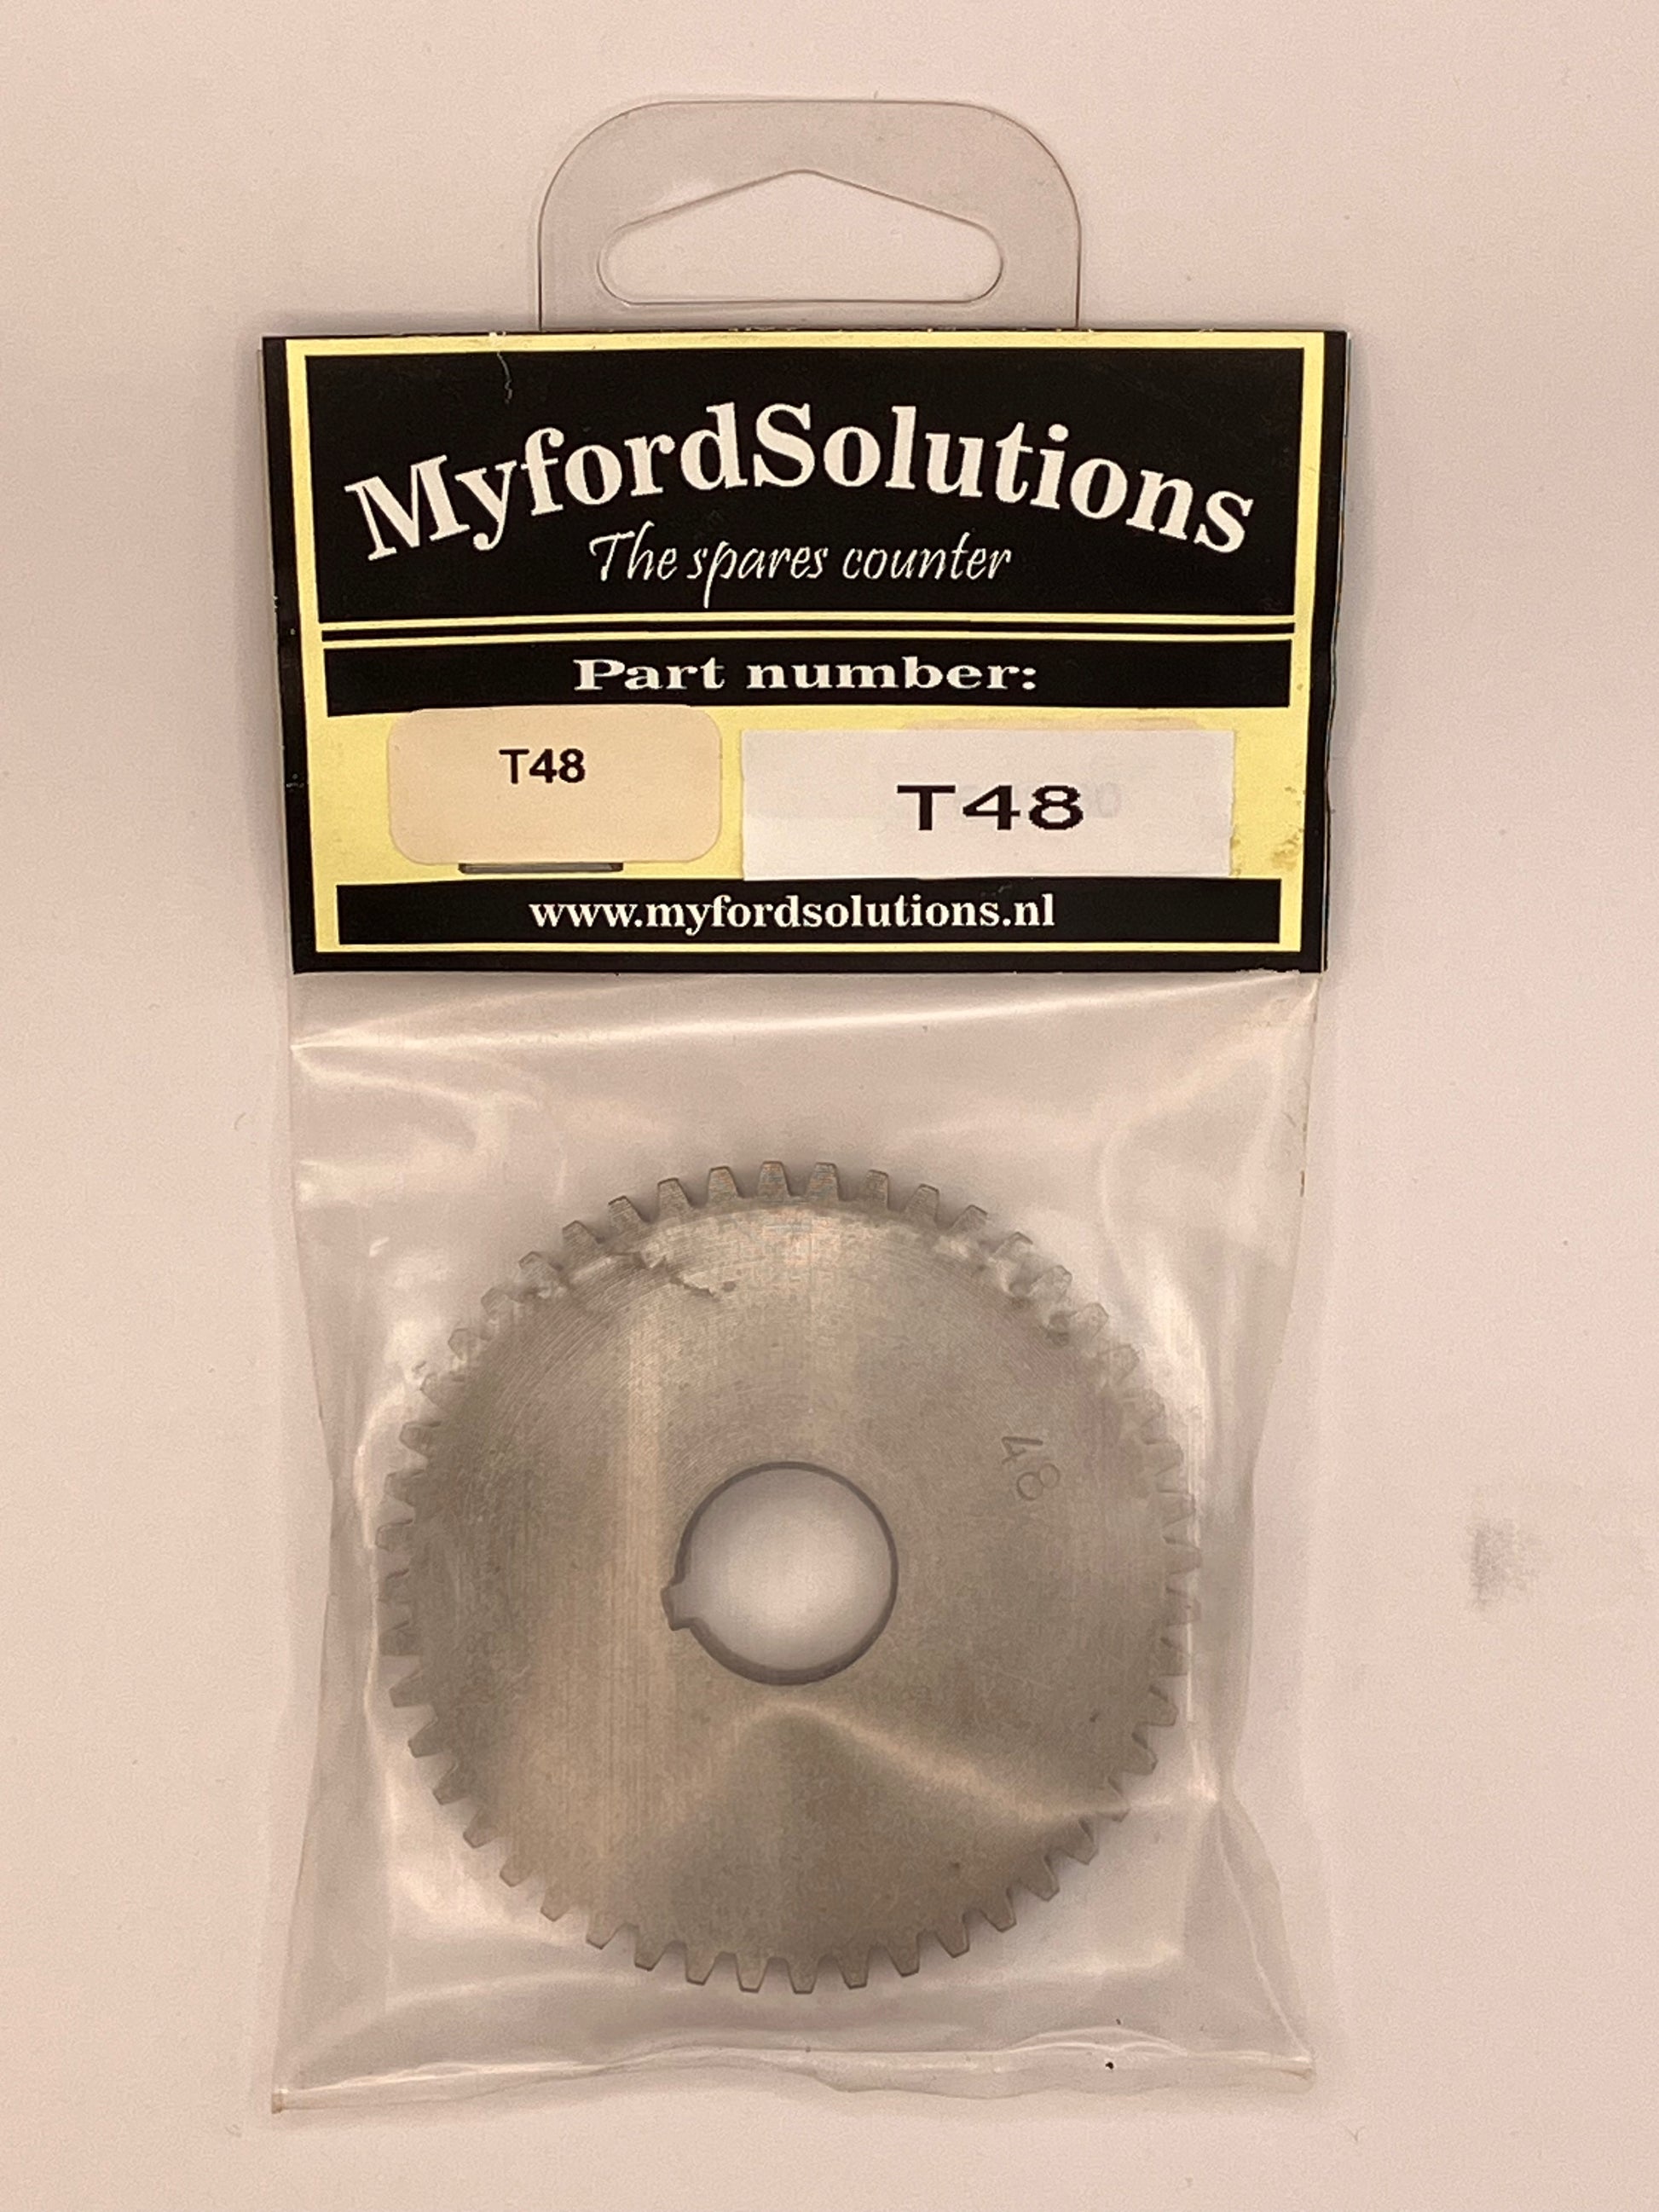 MyfordSolutions
The spares counter
Part number:
T48
T48
www.myfordsolutions.nl
48